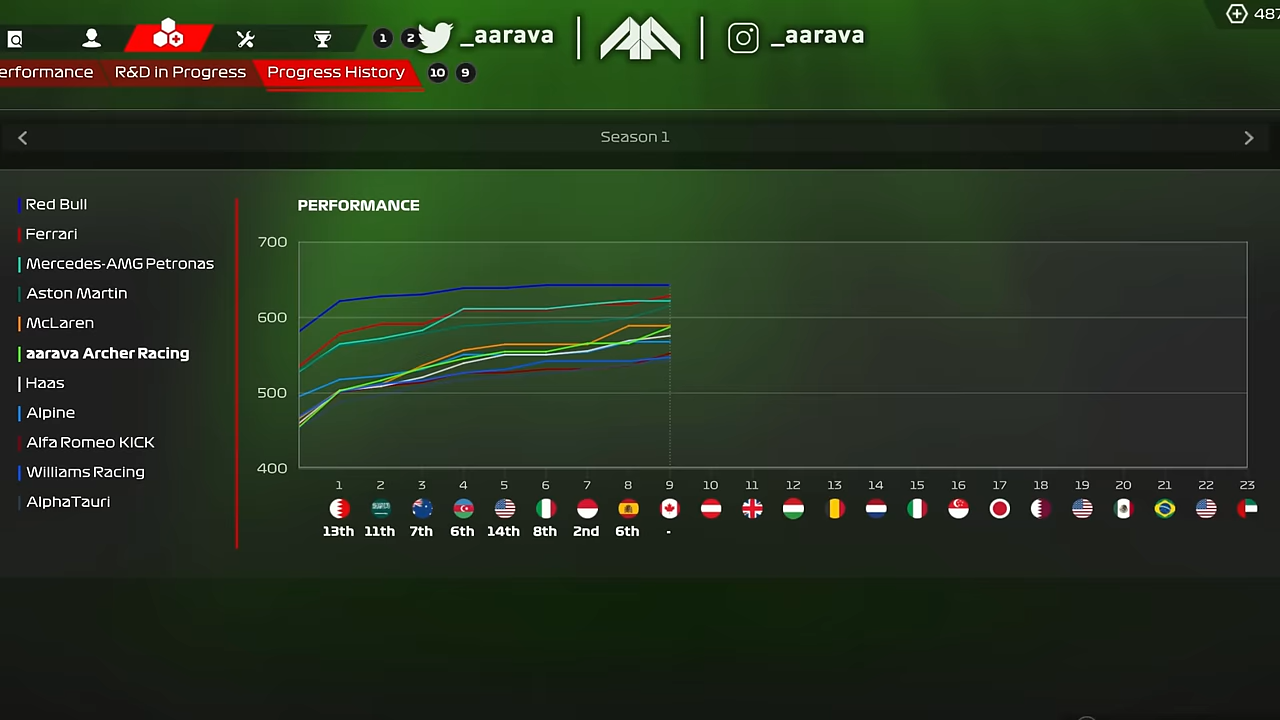 _aarava
_aarava
487
1 2
erformance R&D in Progress Progress History 10 9
Season 1
Red Bull
Ferrari
Mercedes-AMG Petronas
Aston Martin
McLaren
aarava Archer Racing
Haas
Alpine
Alfa Romeo KICK
Williams Racing
AlphaTauri
PERFORMANCE
700
600
500
400
1 2 3 4 5 6 7 8 9 10 11 12 13 14 15 16 17 18 19 20 21 22 23
13th 11th 7th 6th 14th 8th 2nd 6th -